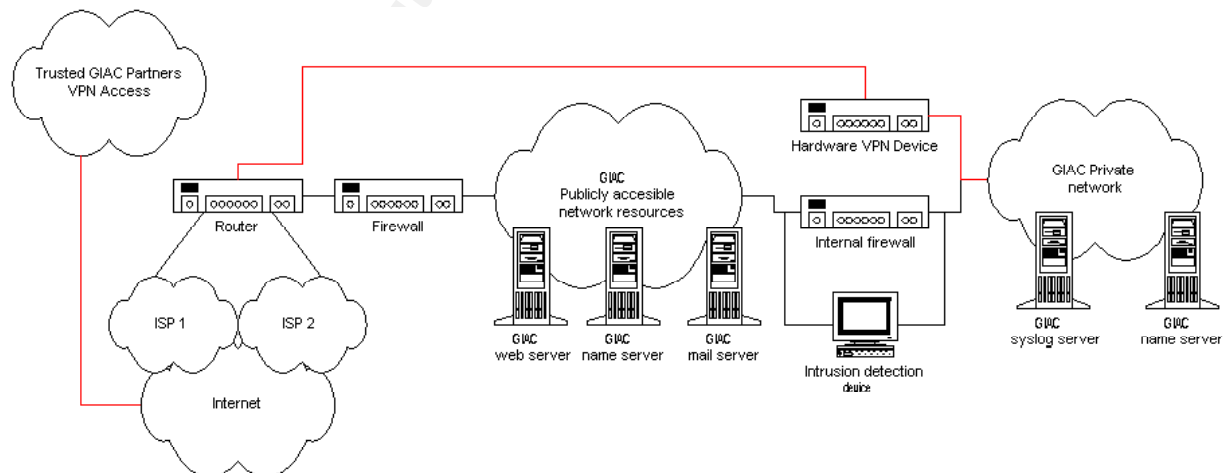 Trusted GIAC Partners
VPN Access
Hardware VPN Device
GIAC Private
network
GIAC
Publicly accesible
network resources
Router
Firewall
Internal firewall
ISP 1
ISP 2
GIAC
web server
GIAC
name server
GIAC
mail server
GIAC
syslog server
GIAC
name server
Intrusion detection
device
Internet